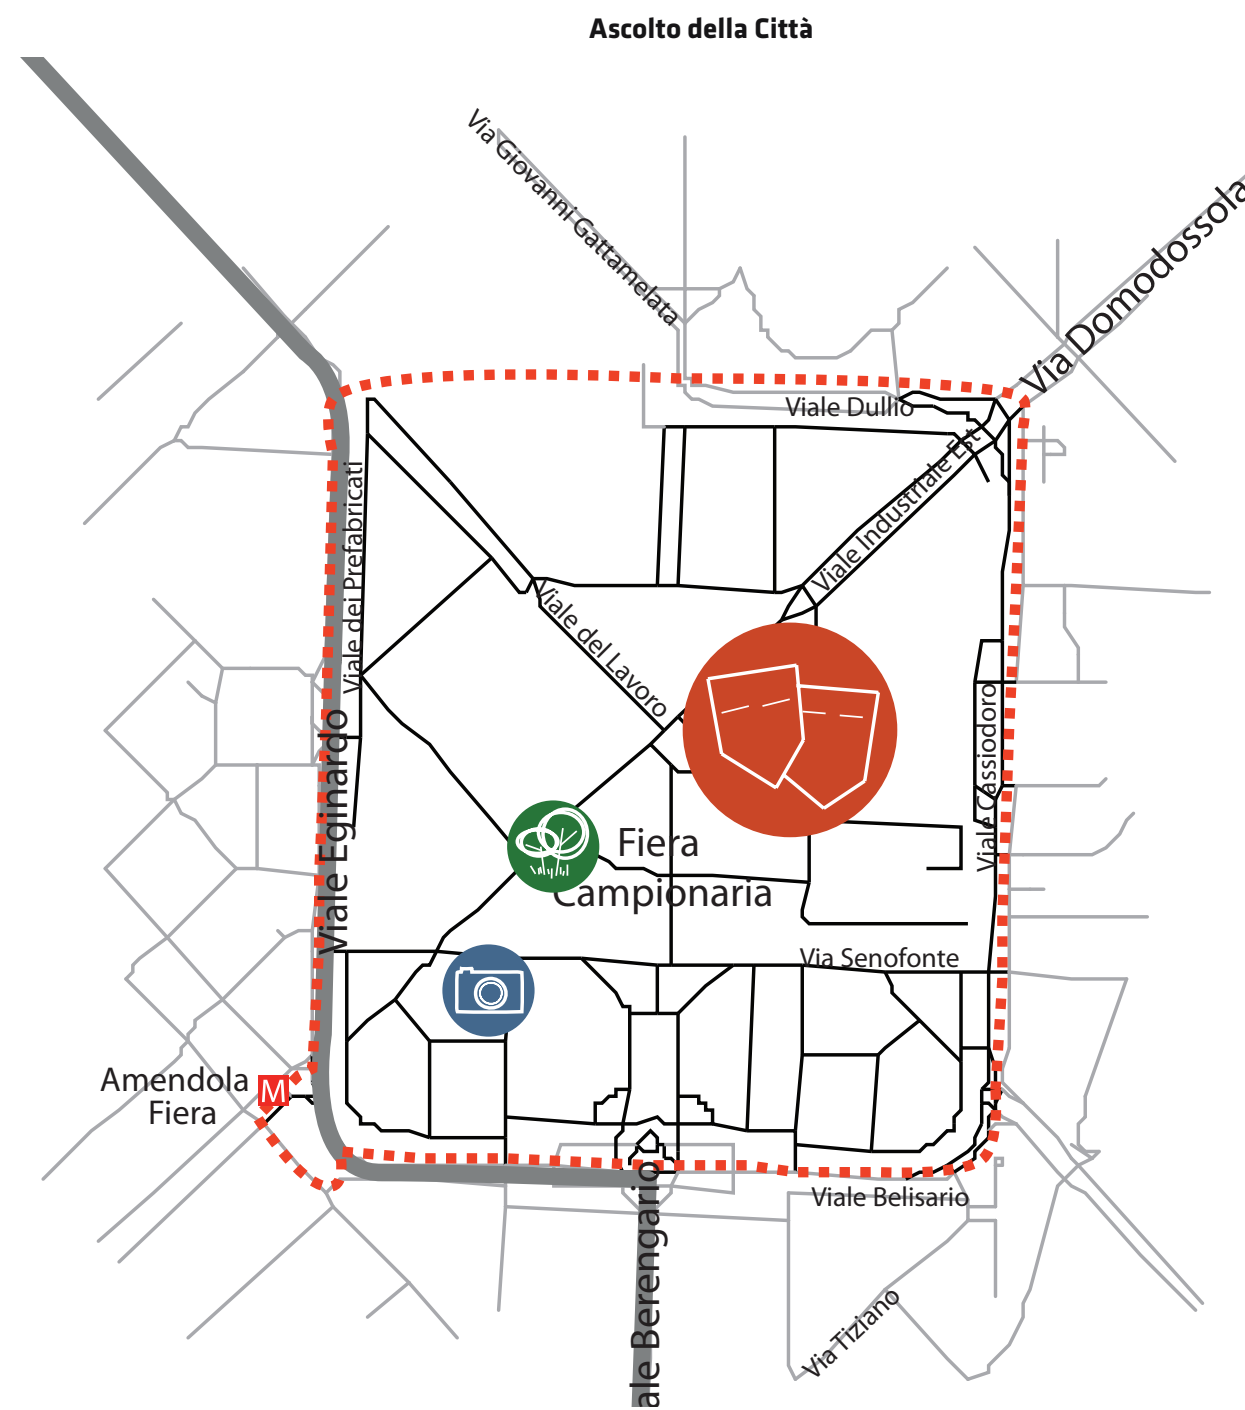 Ascolto della Città
Via Giovanni Gattamelata
Via Domodossola
Viale Dullio
Viale Industriale Est
Viale dei Prefabricati
Viale del Lavoro
Viale Cassiodoro
Viale Eginardo
Fiera
Campionaria
Via Senofonte
Amendola
Fiera
M
Viale Belisario
ale Berengario
Via Tiziano